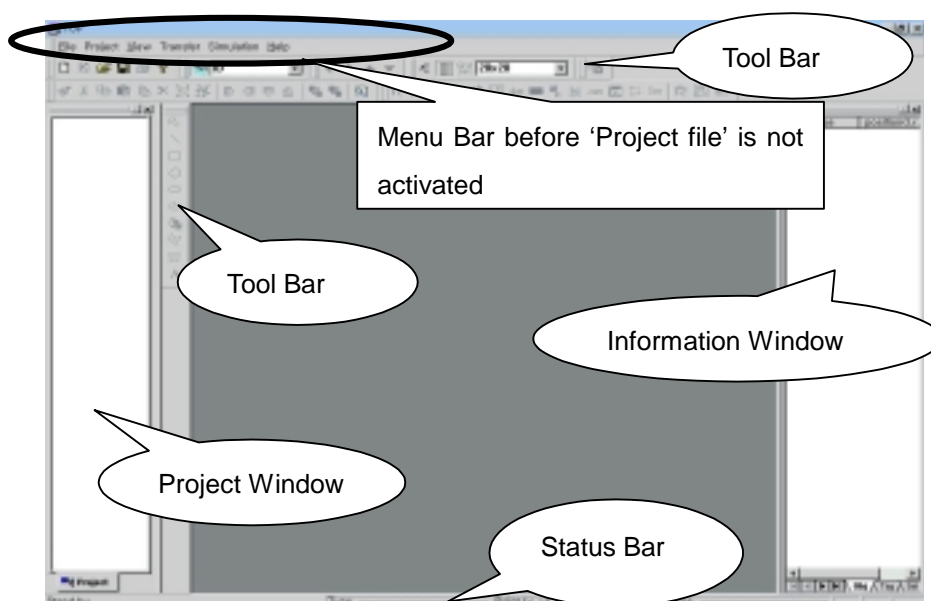 File Project View Transfer Simulation Help
Tool Bar
20x20
Menu Bar before ‘Project file’ is not
activated
Tool Bar
Information Window
Project Window
Status Bar
Project